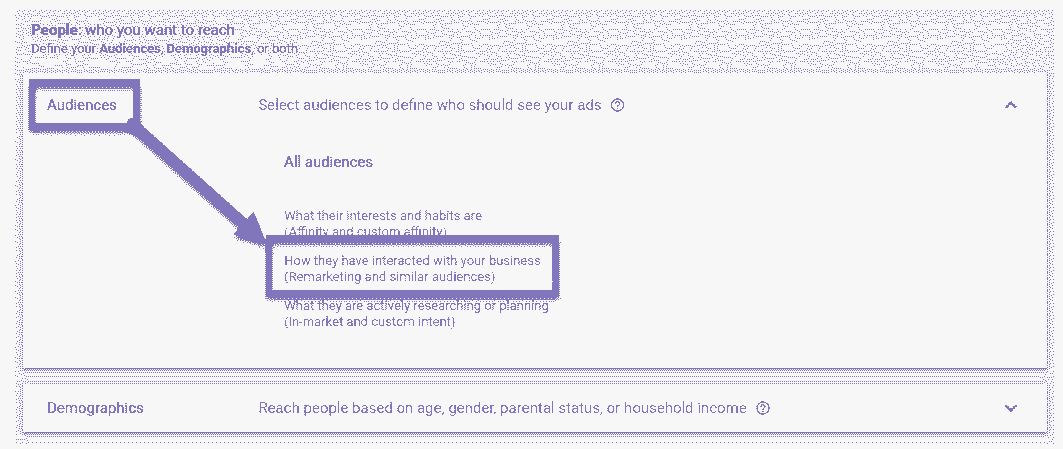 People: who you want to reach
Define your Audiences, Demographics, or both
Audiences
Select audiences to define who should see your ads
All audiences
What their interests and habits are
(Affinity and custom affinity)
How they have interacted with your business
(Remarketing and similar audiences)
What they are actively researching or planning
(In-market and custom intent)
Demographics
Reach people based on age, gender, parental status, or household income